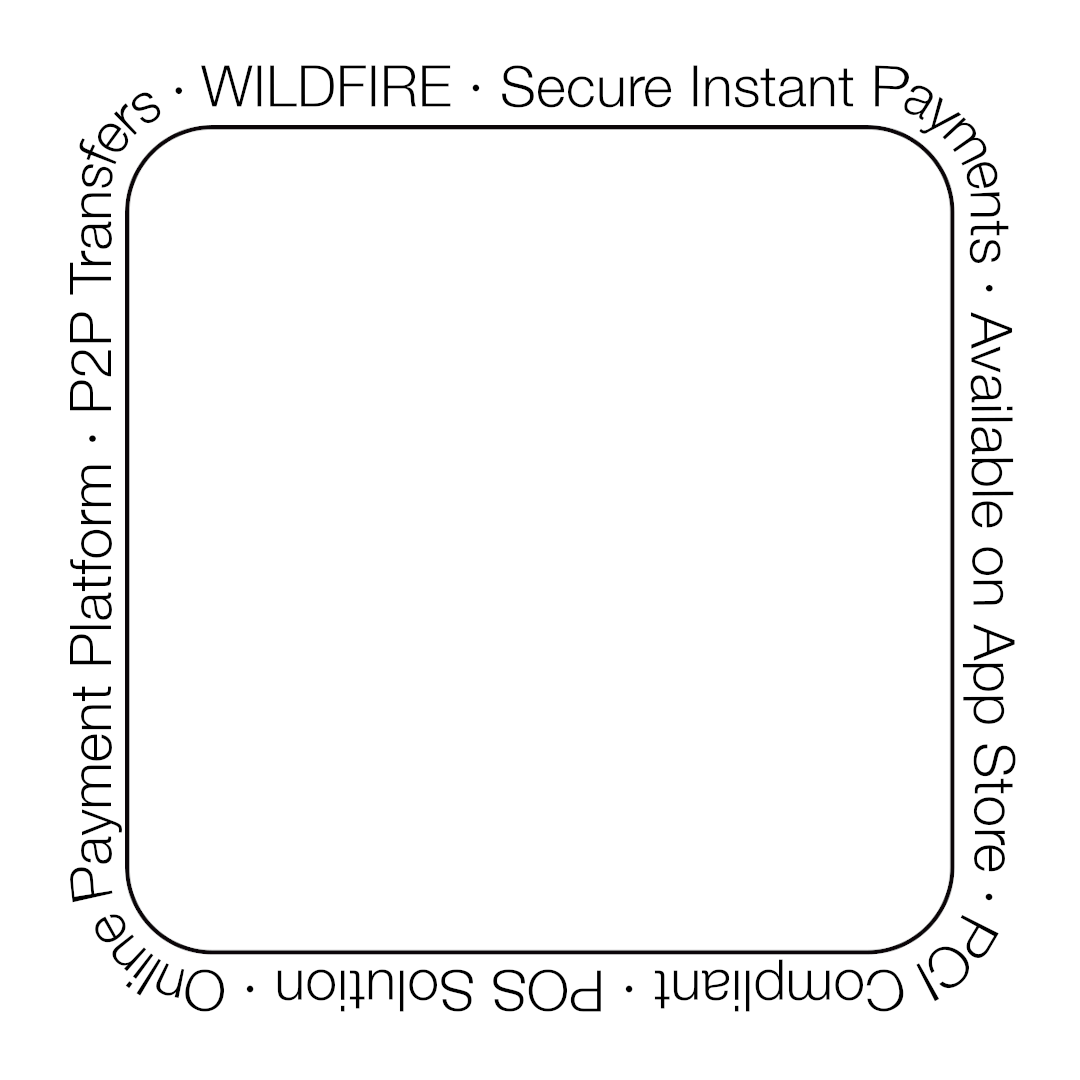 · WILDFIRE · Secure Instant Payments · Available on App Store · PCI Compliant · POS Solution · Online Payment Platform · P2P Transfers